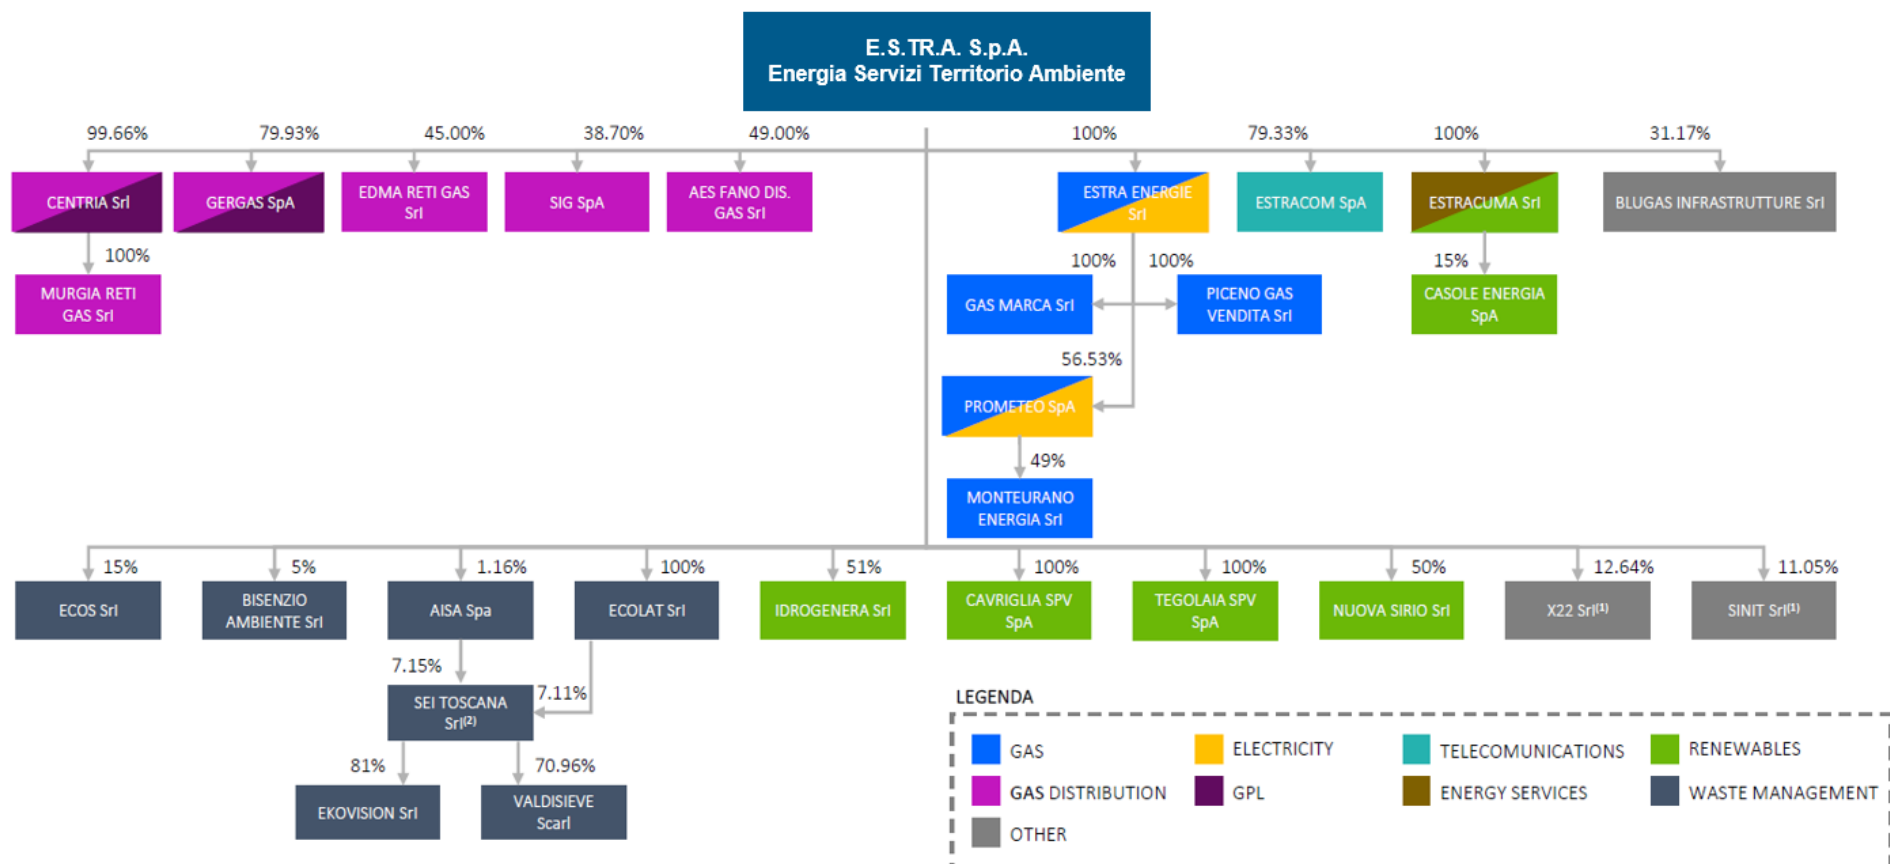 E.S.TR.A. S.p.A.
Energia Servizi Territorio Ambiente
99.66%
79.93%
45.00%
38.70%
49.00%
100%
79.33%
100%
31.17%
CENTRIA Srl
GERGAS SpA
EDMA RETI GAS
Srl
SIG SpA
AES FANO DIS.
GAS Srl
ESTRA ENERGIE
Srl
ESTRACOM SpA
ESTRACUMA Srl
BLUGAS INFRASTRUTTURE Srl
100%
100%
100%
15%
MURGIA RETI
GAS Srl
GAS MARCA Srl
PICENO GAS
VENDITA Srl
CASOLE ENERGIA
SpA
56.53%
PROMETEO SpA
49%
MONTEURANO
ENERGIA Srl
15%
5%
1.16%
100%
51%
100%
100%
50%
12.64%
11.05%
ECOS Srl
BISENZIO
AMBIENTE Srl
AISA Spa
ECOLAT Srl
IDROGENERA Srl
CAVRIGLIA SPV
SpA
TEGOLAIA SPV
SpA
NUOVA SIRIO Srl
X22 Srl(1)
SINIT Srl(1)
7.15%
7.11%
SEI TOSCANA
Srl(2)
81%
70.96%
EKOVISION Srl
VALDISIEVE
Scarl
LEGENDA
GAS
ELECTRICITY
TELECOMUNICATIONS
RENEWABLES
GAS DISTRIBUTION
GPL
ENERGY SERVICES
WASTE MANAGEMENT
OTHER